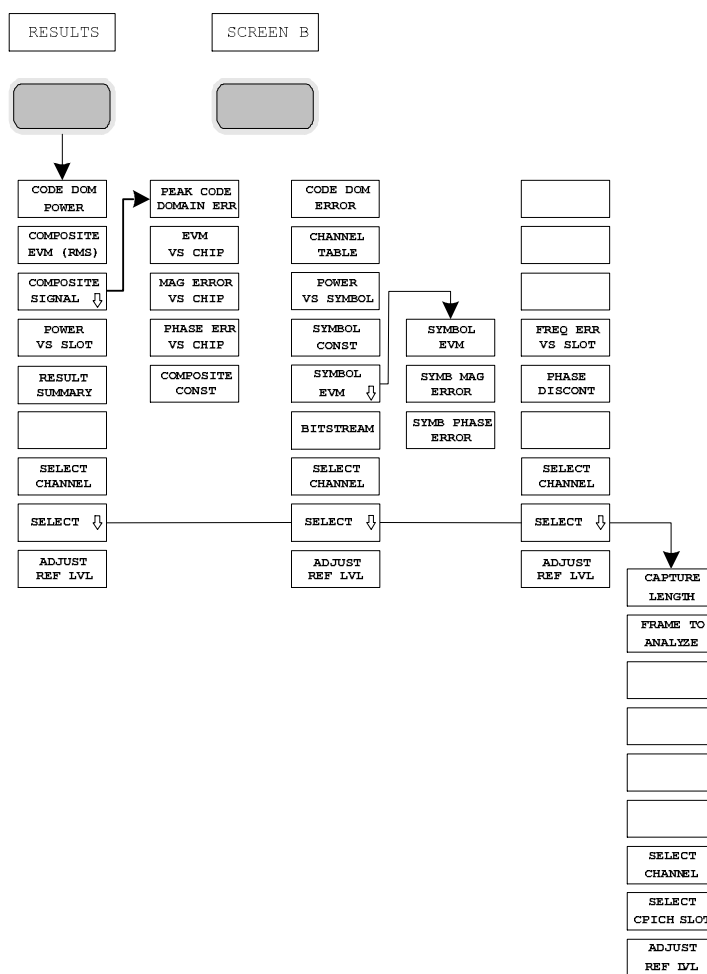 RESULTS
SCREEN B
CODE DOM
POWER
COMPOSITE
EVM (RMS)
COMPOSITE
SIGNAL
POWER
VS SLOT
RESULT
SUMMARY
SELECT
CHANNEL
SELECT
ADJUST
REF LVL
PEAK CODE
DOMAIN ERR
EVM
VS CHIP
MAG ERROR
VS CHIP
PHASE ERR
VS CHIP
COMPOSITE
CONST
CODE DOM
ERROR
CHANNEL
TABLE
POWER
VS SYMBOL
SYMBOL
CONST
SYMBOL
EVM
BITSTREAM
SELECT
CHANNEL
SELECT
ADJUST
REF LVL
SYMBOL
EVM
SYMB MAG
ERROR
SYMB PHASE
ERROR
FREQ ERR
VS SLOT
PHASE
DISCONT
SELECT
CHANNEL
SELECT
ADJUST
REF LVL
CAPTURE
LENGTH
FRAME TO
ANALYZE
SELECT
CHANNEL
SELECT
CPICH SLOT
ADJUST
REF LVL